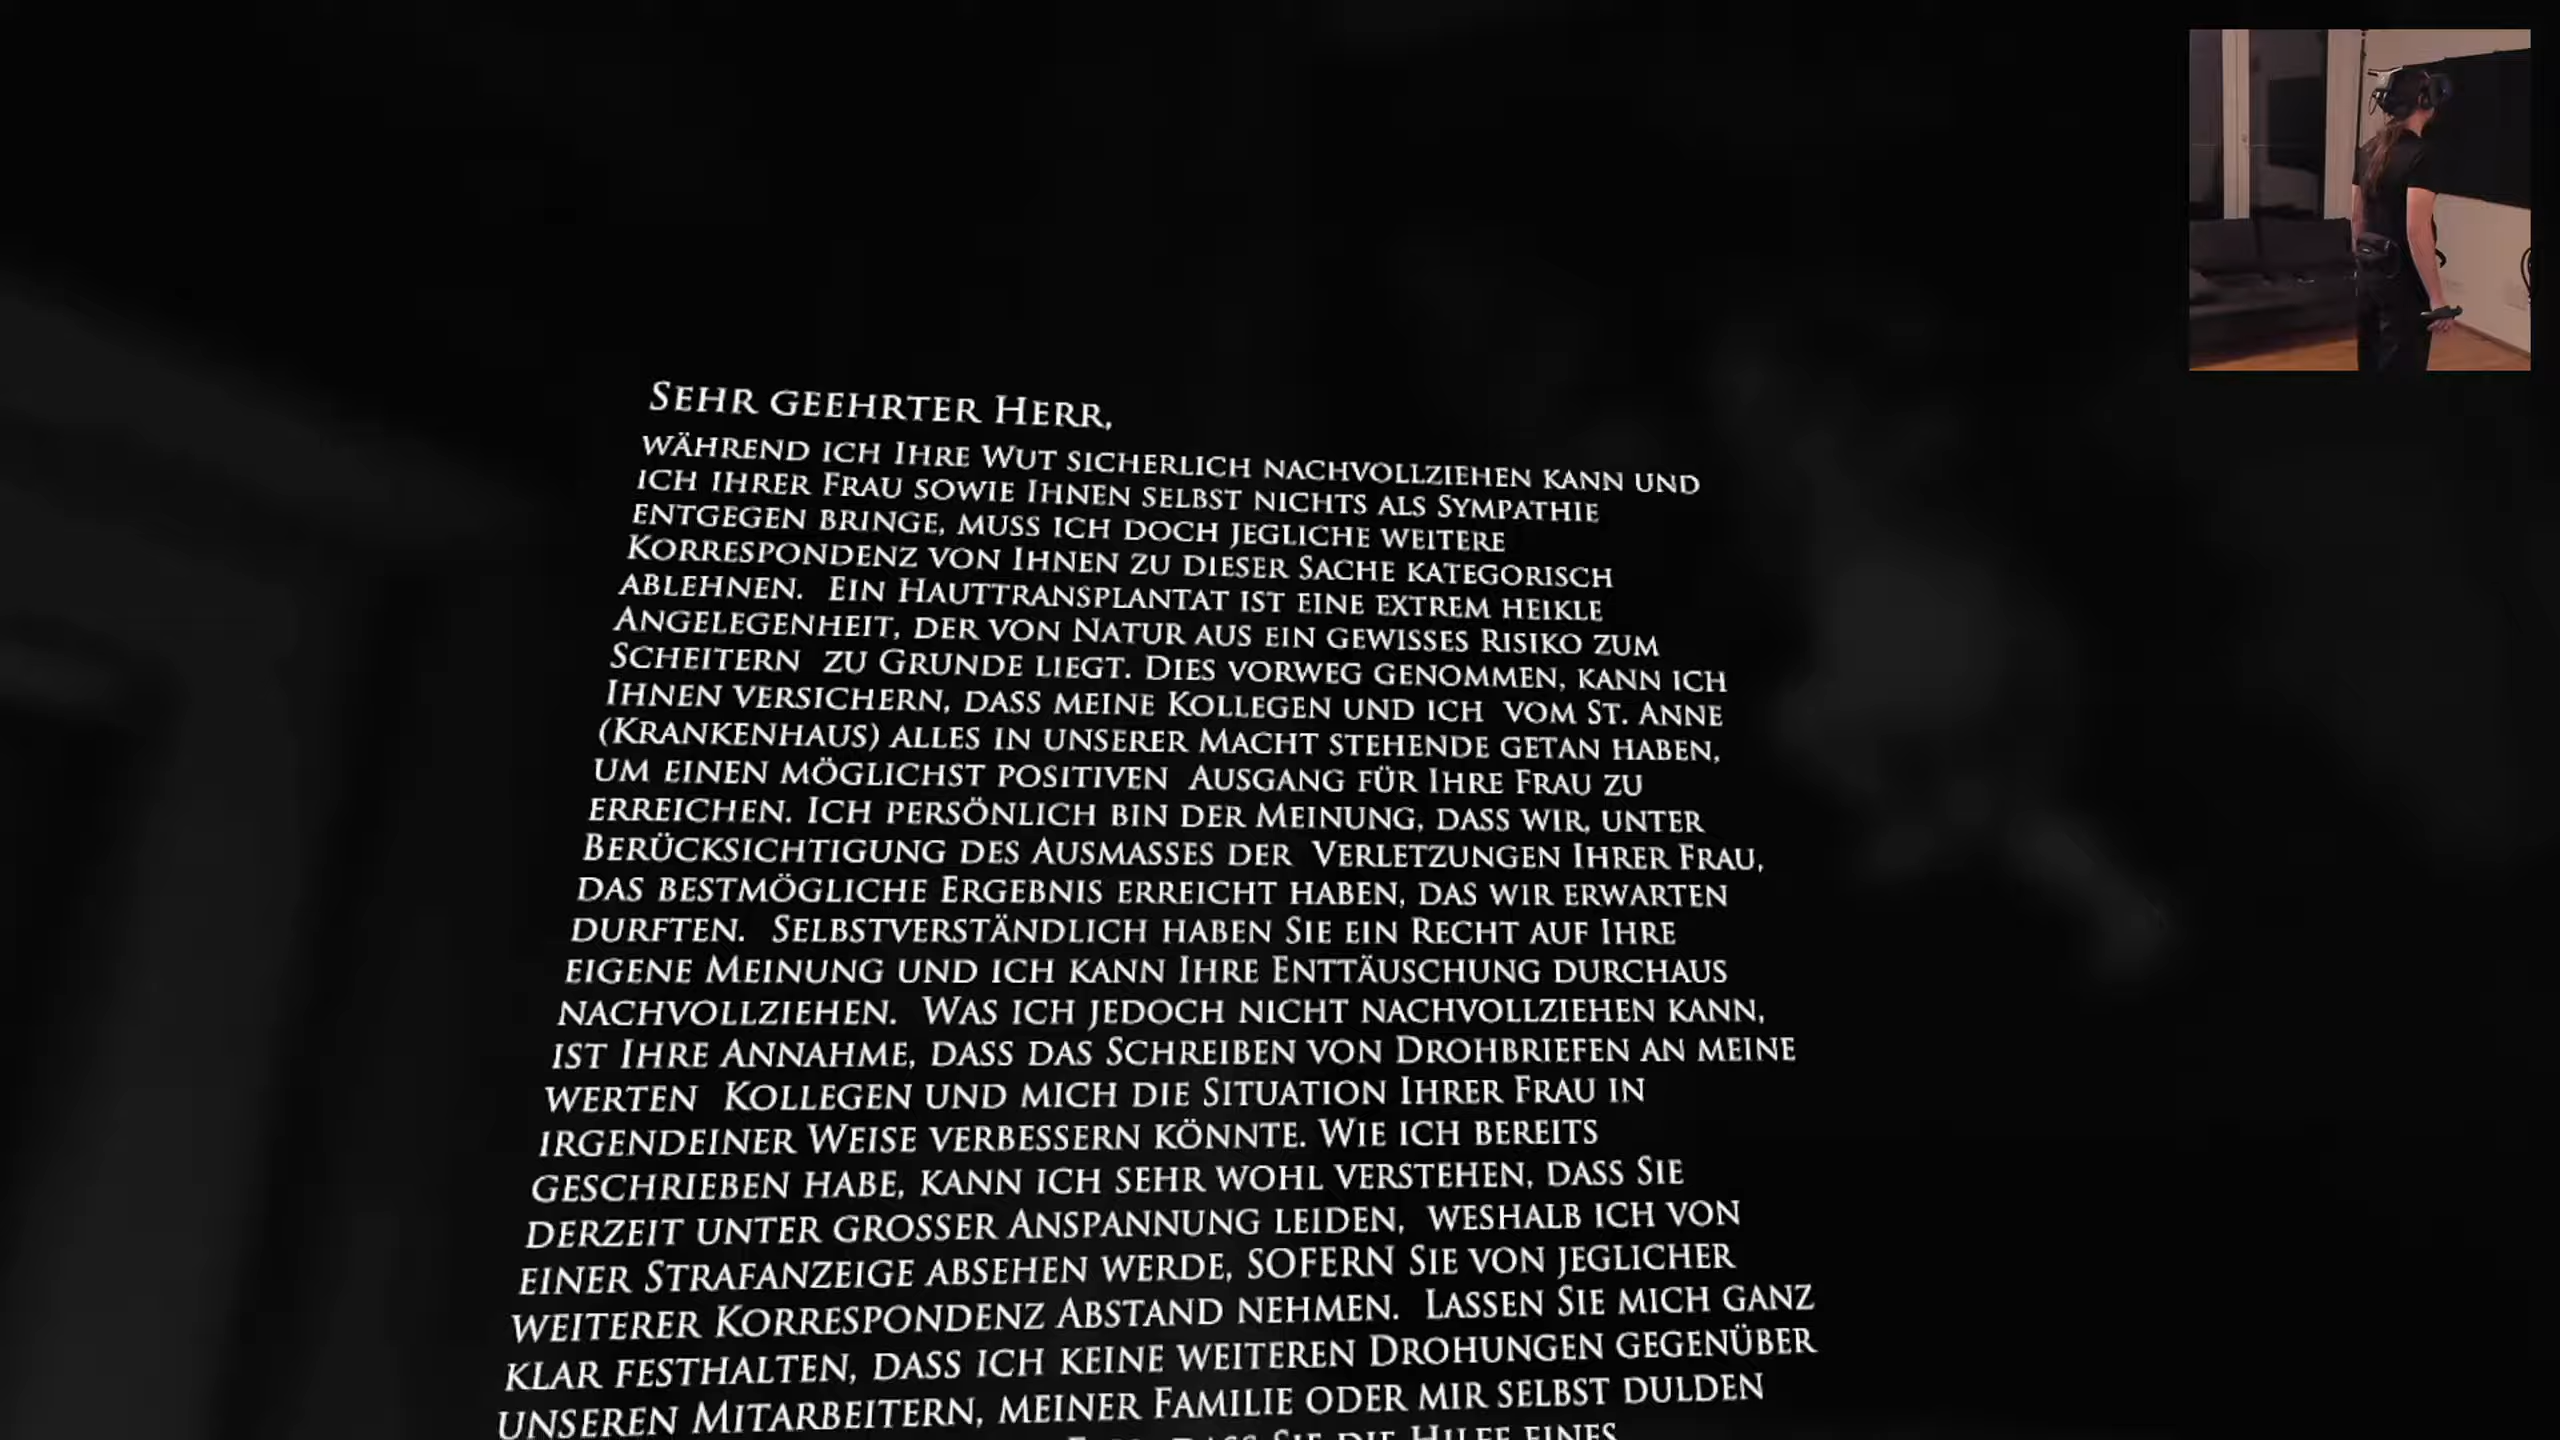 Sehr geehrter Herr,
während ich Ihre Wut sicherlich nachvollziehen kann und
ich ihrer Frau sowie Ihnen selbst nichts als Sympathie
entgegen bringe, muss ich doch jegliche weitere
Korrespondenz von Ihnen zu dieser Sache kategorisch
ablehnen. Ein Hauttransplantat ist eine extrem heikle
Angelegenheit, der von Natur aus ein gewisses Risiko zum
Scheitern zu Grunde liegt. Dies vorweg genommen, kann ich
Ihnen versichern, dass meine Kollegen und ich vom St. Anne
(Krankenhaus) alles in unserer Macht stehende getan haben,
um einen möglichst positiven Ausgang für Ihre Frau zu
erreichen. Ich persönlich bin der Meinung, dass wir, unter
Berücksichtigung des Ausmasses der Verletzungen Ihrer Frau,
das bestmögliche Ergebnis erreicht haben, das wir erwarten
durften. Selbstverständlich haben Sie ein Recht auf Ihre
eigene Meinung und ich kann Ihre Enttäuschung durchaus
nachvollziehen. Was ich jedoch nicht nachvollziehen kann,
ist Ihre Annahme, dass das Schreiben von Drohbriefen an meine
werten Kollegen und mich die Situation Ihrer Frau in
irgendeiner Weise verbessern könnte. Wie ich bereits
geschrieben habe, kann ich sehr wohl verstehen, dass Sie
derzeit unter grosser Anspannung leiden, weshalb ich von
einer Strafanzeige absehen werde, SOFERN Sie von jeglicher
weiterer Korrespondenz Abstand nehmen. Lassen Sie mich ganz
klar festhalten, dass ich keine weiteren Drohungen gegenüber
unseren Mitarbeitern, meiner Familie oder mir selbst dulden
dass Sie die Hilfe eines